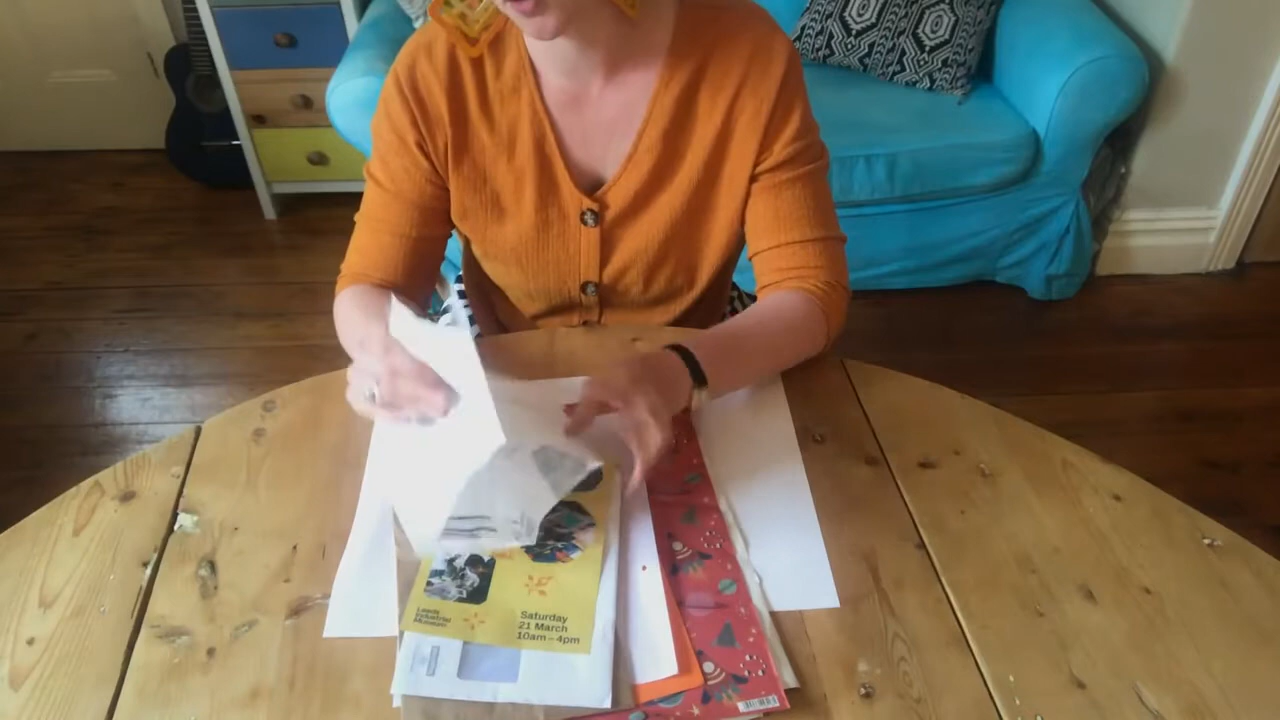 Leeds
Industrial
Museum
Saturday
21 March
10am – 4pm